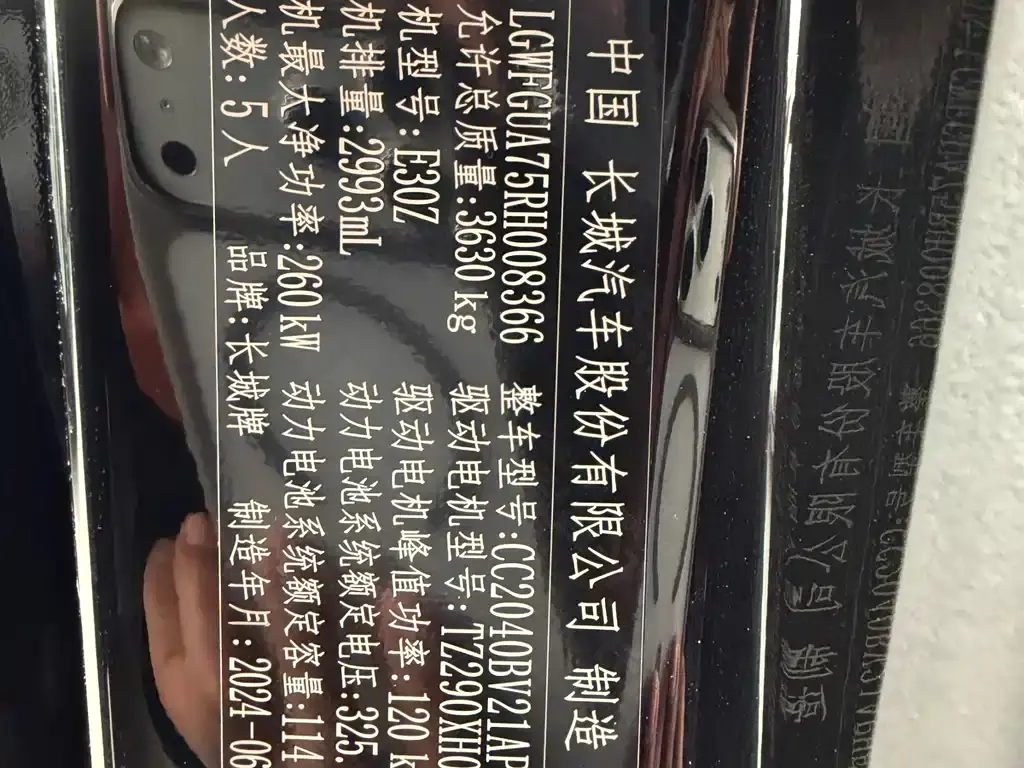 中国 长城汽车股份有限公司 制造
LGWFGUA75RH008366 整车型号:CC2040BV21AP
允许总质量:3630kg 驱动电机型号:TZ290XH0
机型号:E30Z 驱动电机峰值功率:120 k
机排量:2993mL 动力电池系统额定电压:325.
机最大净功率:260kW 动力电池系统额定容量:114
人数:5人 品牌:长城牌 制造年月:2024-06